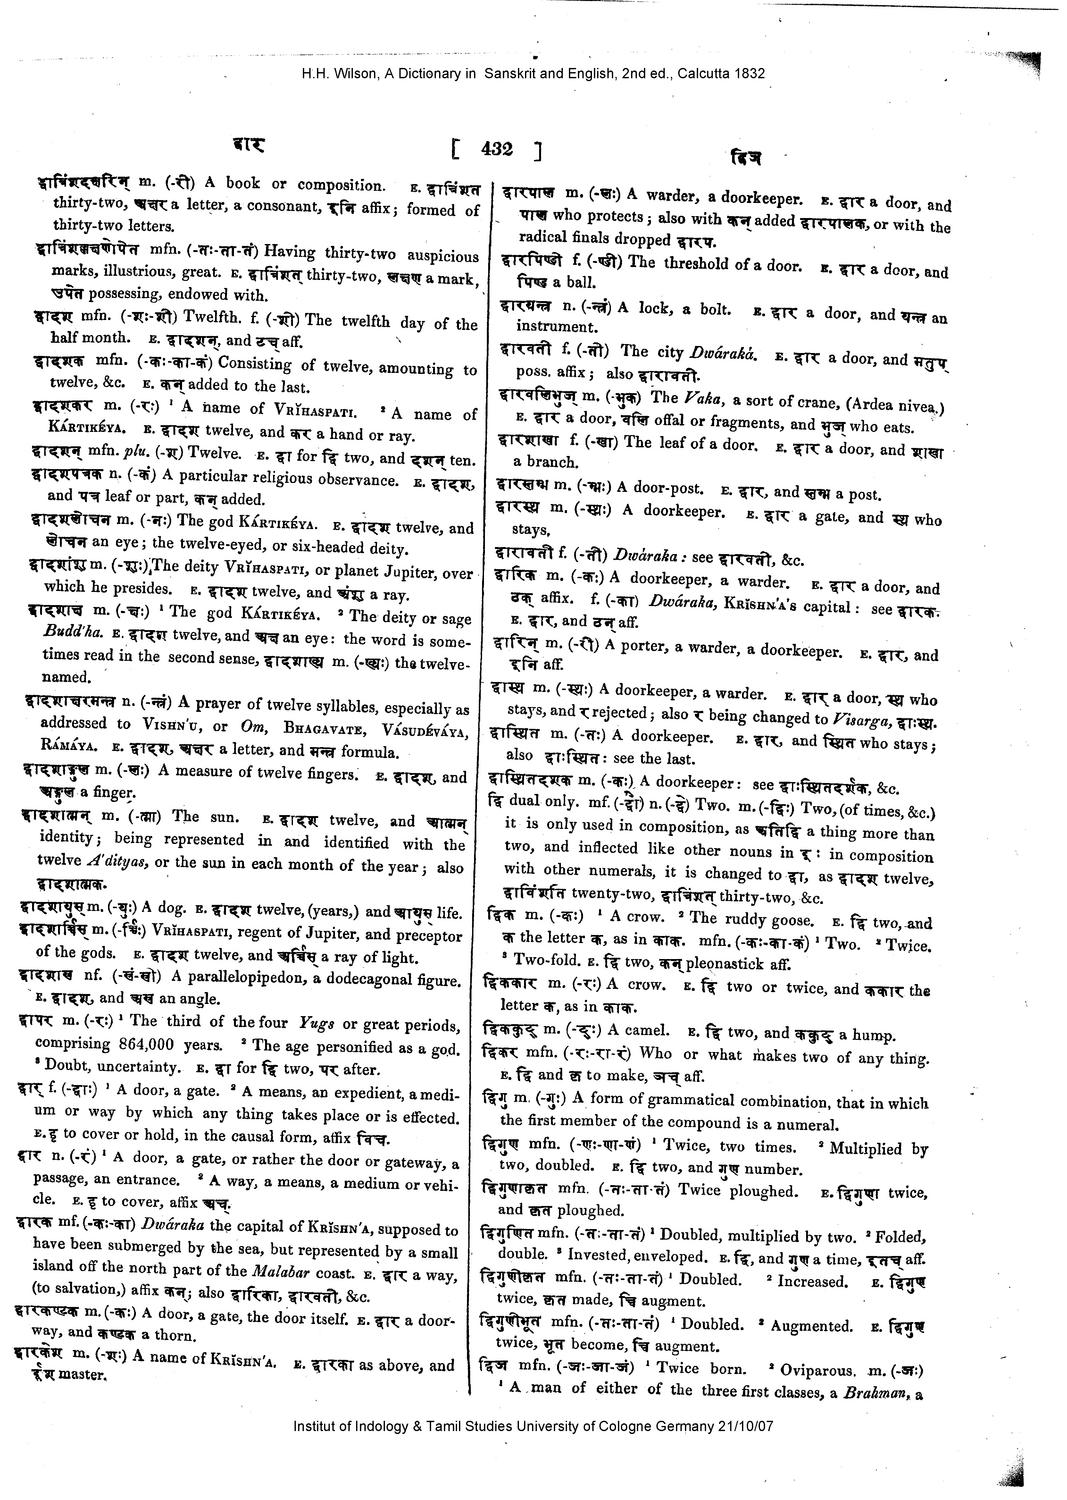 H.H. Wilson, A Dictionary in Sanskrit and English, 2nd ed., Calcutta 1832
द्वार [ 432 ] द्विज
द्वात्रिंशदक्षरिन् m. (-री) A book or composition. E. द्वात्रिंशत
thirty-two, अक्षर a letter, a consonant, इनि affix; formed of
thirty-two letters.
द्वात्रिंशल्लक्षणोपेत mfn. (-तः-ता-तं) Having thirty-two auspicious
marks, illustrious, great. E. द्वात्रिंशत् thirty-two, लक्षण a mark,
उपेत possessing, endowed with.
द्वादश mfn. (-शः-शी) Twelfth. f. (-शी) The twelfth day of the
half month. E. द्वादशन्, and टच् aff.
द्वादशक mfn. (-कः-का-कं) Consisting of twelve, amounting to
twelve, &c. E. कन् added to the last.
द्वादशकर m. (-रः) ¹ A name of VRĬHASPATI. ² A name of
KÁRTIKÉYA. E. द्वादश twelve, and कर a hand or ray.
द्वादशन् mfn. plu. (-श) Twelve. E. द्वा for द्वि two, and दशन् ten.
द्वादशपत्रक n. (-कं) A particular religious observance. E. द्वादश,
and पत्र leaf or part, कन् added.
द्वादशलोचन m. (-नः) The god KÁRTIKÉYA. E. द्वादश twelve, and
लोचन an eye; the twelve-eyed, or six-headed deity.
द्वादशांशु m. (-शुः) The deity VRĬHASPATI, or planet Jupiter, over
which he presides. E. द्वादश twelve, and अंशु a ray.
द्वादशाक्ष m. (-क्षः) ¹ The god KÁRTIKÉYA. ² The deity or sage
Budd'ha. E. द्वादश twelve, and अक्ष an eye: the word is some-
times read in the second sense, द्वादशाख्य m. (-ख्यः) the twelve-
named.
द्वादशाक्षरमन्त्र n. (-न्त्रं) A prayer of twelve syllables, especially as
addressed to VISHN'U, or Om, BHAGAVATE, VÁSUDÉVÁYA,
RÁMÁYA. E. द्वादश, अक्षर a letter, and मन्त्र formula.
द्वादशाङ्गुल m. (-लः) A measure of twelve fingers. E. द्वादश, and
अङ्गुल a finger.
द्वादशात्मन् m. (-त्मा) The sun. E. द्वादश twelve, and आत्मन्
identity; being represented in and identified with the
twelve A'dityas, or the sun in each month of the year; also
द्वादशात्मक.
द्वादशायुस् m. (-युः) A dog. E. द्वादश twelve, (years,) and आयुस् life.
द्वादशार्चिस् m. (-र्चिः) VRĬHASPATI, regent of Jupiter, and preceptor
of the gods. E. द्वादश twelve, and अर्चिस् a ray of light.
द्वादशास्र nf. (-स्रं-स्री) A parallelopipedon, a dodecagonal figure.
E. द्वादश, and अस्र an angle.
द्वापर m. (-रः) ¹ The third of the four Yugs or great periods,
comprising 864,000 years. ² The age personified as a god.
³ Doubt, uncertainty. E. द्वा for द्वि two, पर after.
द्वार् f. (-द्वाः) ¹ A door, a gate. ² A means, an expedient, a medi-
um or way by which any thing takes place or is effected.
E. हृ to cover or hold, in the causal form, affix विच्.
द्वार n. (-रं) ¹ A door, a gate, or rather the door or gateway, a
passage, an entrance. ² A way, a means, a medium or vehi-
cle. E. हृ to cover, affix अच्.
द्वारक mf. (-कः-का) Dwáraka the capital of KRĬSHN'A, supposed to
have been submerged by the sea, but represented by a small
island off the north part of the Malabar coast. E. द्वार a way,
(to salvation,) affix कन्; also द्वारिका, द्वारवती, &c.
द्वारकण्टक m. (-कः) A door, a gate, the door itself. E. द्वार a door-
way, and कण्टक a thorn.
द्वारकेश m. (-शः) A name of KRĬSHN'A. E. द्वारका as above, and
ईश master.
द्वारपाल m. (-लः) A warder, a doorkeeper. E. द्वार a door, and
पाल who protects; also with कन् added द्वारपालक, or with the
radical finals dropped द्वारप.
द्वारपिण्डी f. (-ण्डी) The threshold of a door. E. द्वार a door, and
पिण्ड a ball.
द्वारयन्त्र n. (-न्त्रं) A lock, a bolt. E. द्वार a door, and यन्त्र an
instrument.
द्वारवती f. (-ती) The city Dwáraká. E. द्वार a door, and मतुप्
poss. affix; also द्वारावती.
द्वारवलिभुज् m. (-भुक) The Vaka, a sort of crane, (Ardea nivea.)
E. द्वार a door, वलि offal or fragments, and भुज् who eats.
द्वारशाखा f. (-खा) The leaf of a door. E. द्वार a door, and शाखा
a branch.
द्वारस्तम्भ m. (-म्भः) A door-post. E. द्वार, and स्तम्भ a post.
द्वारस्थ m. (-स्थः) A doorkeeper. E. द्वार a gate, and स्थ who
stays,
द्वारावती f. (-ती) Dwáraka: see द्वारवती, &c.
द्वारिक m. (-कः) A doorkeeper, a warder. E. द्वार a door, and
ठक् affix. f. (-का) Dwáraka, KRĬSHN'A'S capital: see द्वारक.
E. द्वार, and ठन् aff.
द्वारिन् m. (-री) A porter, a warder, a doorkeeper. E. द्वार, and
इनि aff.
द्वास्थ m. (-स्थः) A doorkeeper, a warder. E. द्वार् a door, स्थ who
stays, and र rejected; also र being changed to Visarga, द्वाःस्थ.
द्वास्थित m. (-तः) A doorkeeper. E. द्वार्, and स्थित who stays;
also द्वाःस्थित: see the last.
द्वास्थितदर्शक m. (-कः) A doorkeeper: see द्वाःस्थितदर्शक, &c.
द्वि dual only. mf. (-द्वौ) n. (-द्वे) Two. m. (-द्विः) Two, (of times, &c.)
it is only used in composition, as अतिद्वि a thing more than
two, and inflected like other nouns in इ: in composition
with other numerals, it is changed to द्वा, as द्वादश twelve,
द्वाविंशति twenty-two, द्वात्रिंशत् thirty-two, &c.
द्विक m. (-कः) ¹ A crow. ² The ruddy goose. E. द्वि two, and
क the letter क, as in काक. mfn. (-कः-का-कं) ¹ Two. ² Twice.
³ Two-fold. E. द्वि two, कन् pleonastick aff.
द्विककार m. (-रः) A crow. E. द्वि two or twice, and ककार the
letter क, as in काक.
द्विककुद् m. (-दुः) A camel. E. द्वि two, and ककुद् a hump.
द्विकर mfn. (-रः-रा-रं) Who or what makes two of any thing.
E. द्वि and कृ to make, अच् aff.
द्विगु m. (-गुः) A form of grammatical combination, that in which
the first member of the compound is a numeral.
द्विगुण mfn. (-णः-णा-णं) ¹ Twice, two times. ² Multiplied by
two, doubled. E. द्वि two, and गुण number.
द्विगुणाकृत mfn. (-तः-ता-तं) Twice ploughed. E. द्विगुणा twice,
and कृत ploughed.
द्विगुणित mfn. (-तः-ता-तं) ¹ Doubled, multiplied by two. ² Folded,
double. ³ Invested, enveloped. E. द्वि, and गुण a time, इतच् aff.
द्विगुणीकृत mfn. (-तः-ता-तं) ¹ Doubled. ² Increased. E. द्विगुण
twice, कृत made, च्वि augment.
द्विगुणीभूत mfn. (-तः-ता-तं) ¹ Doubled. ² Augmented. E. द्विगुण
twice, भूत become, च्वि augment.
द्विज mfn. (-जः-जा-जं) ¹ Twice born. ² Oviparous. m. (-जः)
¹ A man of either of the three first classes, a Brahman, a
Institut of Indology & Tamil Studies University of Cologne Germany 21/10/07